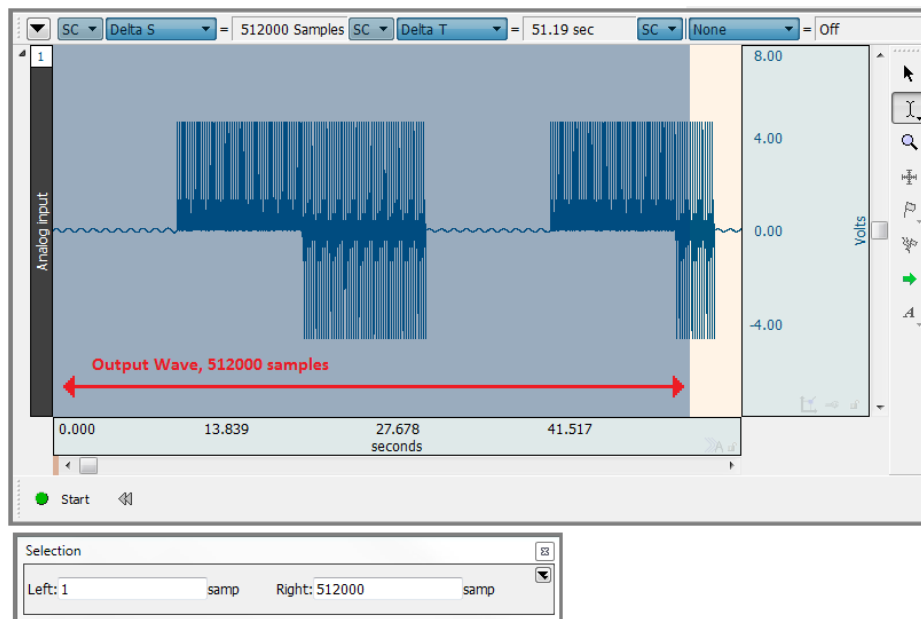 SC Delta S = 512000 Samples SC Delta T = 51.19 sec SC None = Off
1
8.00
4.00
0.00
-4.00
Analog input
Volts
Output Wave, 512000 samples
0.000 13.839 27.678 41.517
seconds
A
Start
Selection
Left: 1 samp Right: 512000 samp